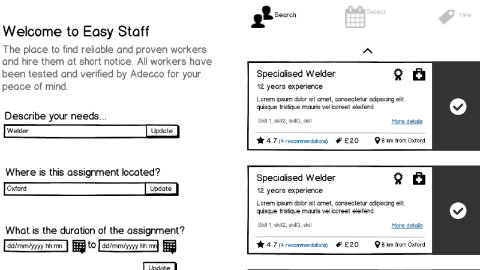 Welcome to Easy Staff
The place to find reliable and proven workers
and hire them at short notice. All workers have
been tested and verified by Adecco for your
peace of mind.
Describe your needs...
Welder
Update
Where is this assignment located?
Oxford
Update
What is the duration of the assignment?
dd/mm/yyyy hh:mm
to
dd/mm/yyyy hh:mm
Update
Search
Select
Hire
Specialised Welder
12 years experience
Lorem ipsum dolor sit amet, consectetur adipiscing elit
quisque tristique mauris vel laoreet eleifend.
Skill 1, skill2, skill3, skil
More details
4.7 (4 recommendations)
£20
8 km from Oxford
Specialised Welder
12 years experience
Lorem ipsum dolor sit amet, consectetur adipiscing elit
quisque tristique mauris vel laoreet eleifend.
Skill 1, skill2, skill3, skil
More details
4.7 (4 recommendations)
£20
8 km from Oxford